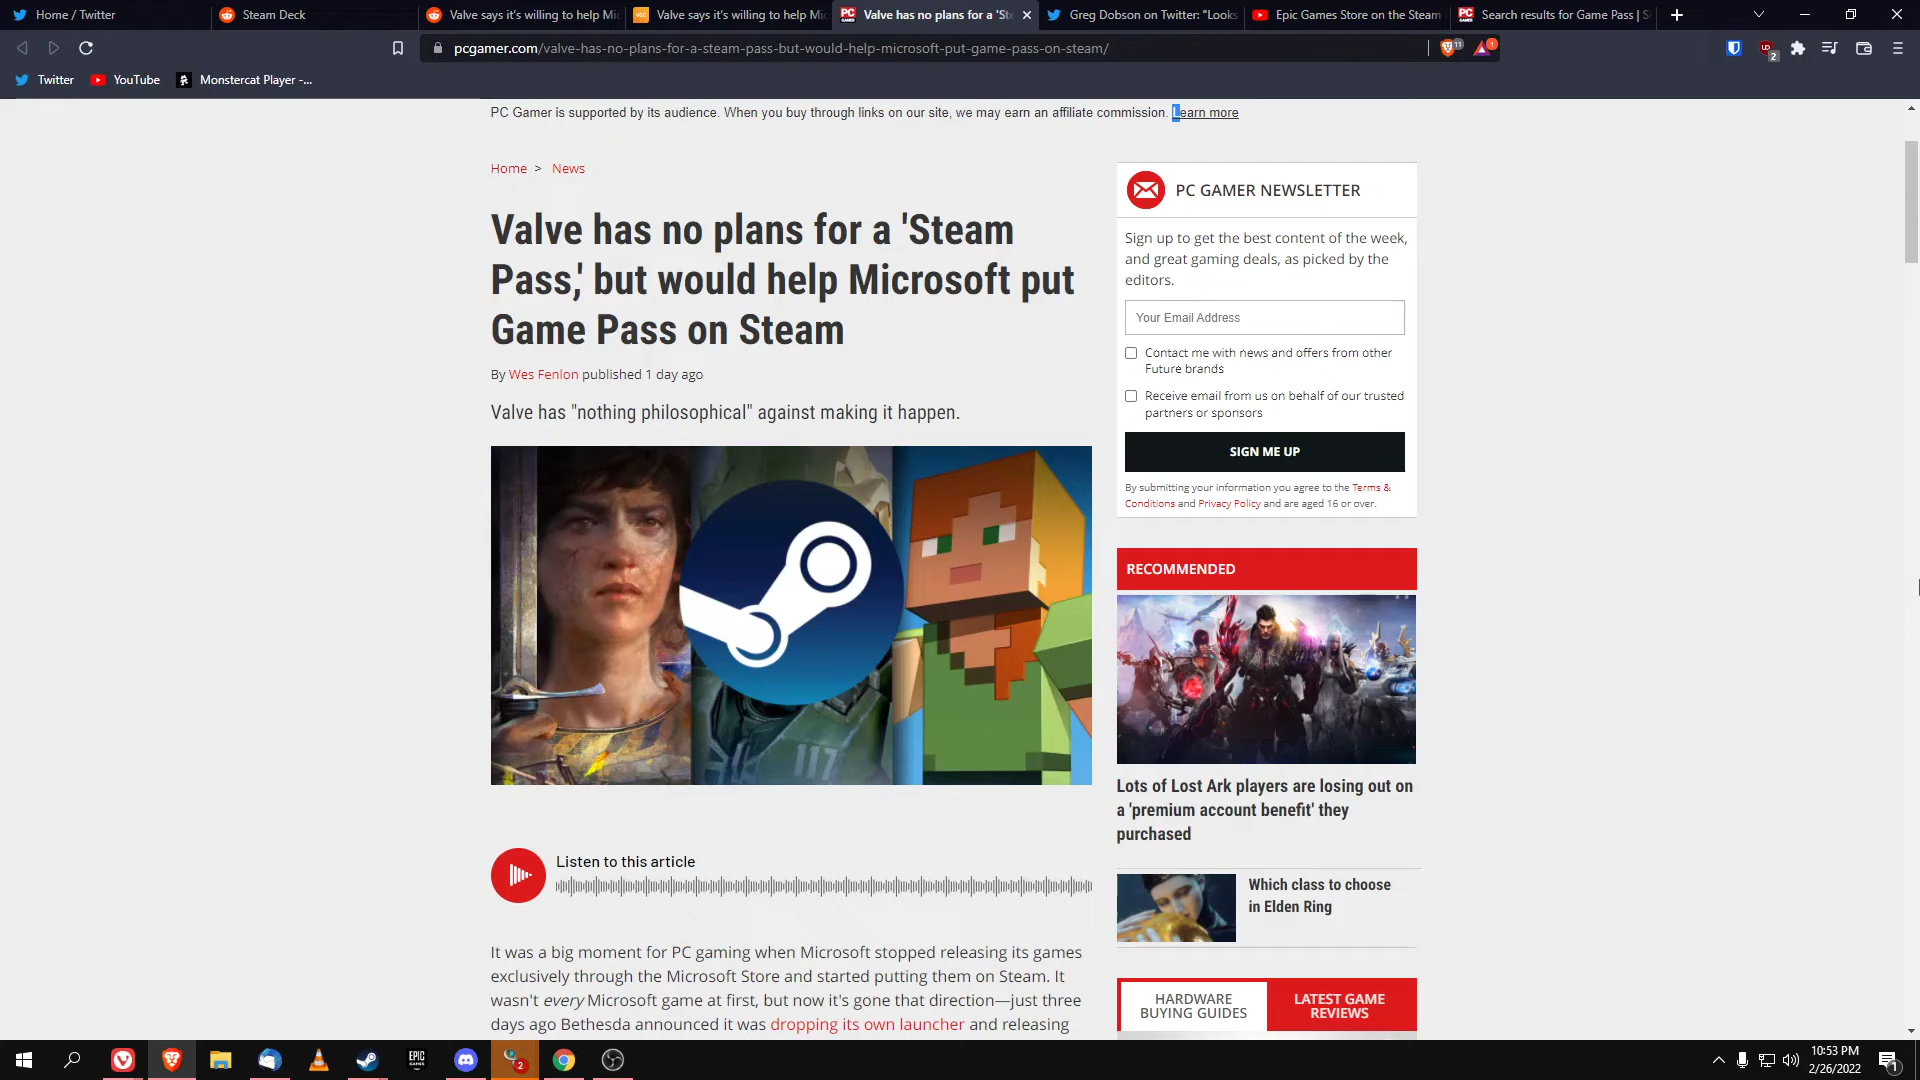 Home / Twitter
Steam Deck
Valve says it's willing to help Mic
Valve says it's willing to help Mic
Valve has no plans for a 'Ste
Greg Dobson on Twitter: "Looks
Epic Games Store on the Steam
Search results for Game Pass | S
pcgamer.com/valve-has-no-plans-for-a-steam-pass-but-would-help-microsoft-put-game-pass-on-steam/
11
1
2
Twitter
YouTube
Monstercat Player -...
PC Gamer is supported by its audience. When you buy through links on our site, we may earn an affiliate commission. Learn more
Home > News
Valve has no plans for a 'Steam
Pass,' but would help Microsoft put
Game Pass on Steam
By Wes Fenlon published 1 day ago
Valve has "nothing philosophical" against making it happen.
117
Listen to this article
It was a big moment for PC gaming when Microsoft stopped releasing its games
exclusively through the Microsoft Store and started putting them on Steam. It
wasn't every Microsoft game at first, but now it's gone that direction—just three
days ago Bethesda announced it was dropping its own launcher and releasing
PC GAMER NEWSLETTER
Sign up to get the best content of the week,
and great gaming deals, as picked by the
editors.
Your Email Address
Contact me with news and offers from other
Future brands
Receive email from us on behalf of our trusted
partners or sponsors
SIGN ME UP
By submitting your information you agree to the Terms &
Conditions and Privacy Policy and are aged 16 or over.
RECOMMENDED
Lots of Lost Ark players are losing out on
a 'premium account benefit' they
purchased
Which class to choose
in Elden Ring
HARDWARE
BUYING GUIDES
LATEST GAME
REVIEWS
EPIC
GAMES
2
10:53 PM
2/26/2022
1